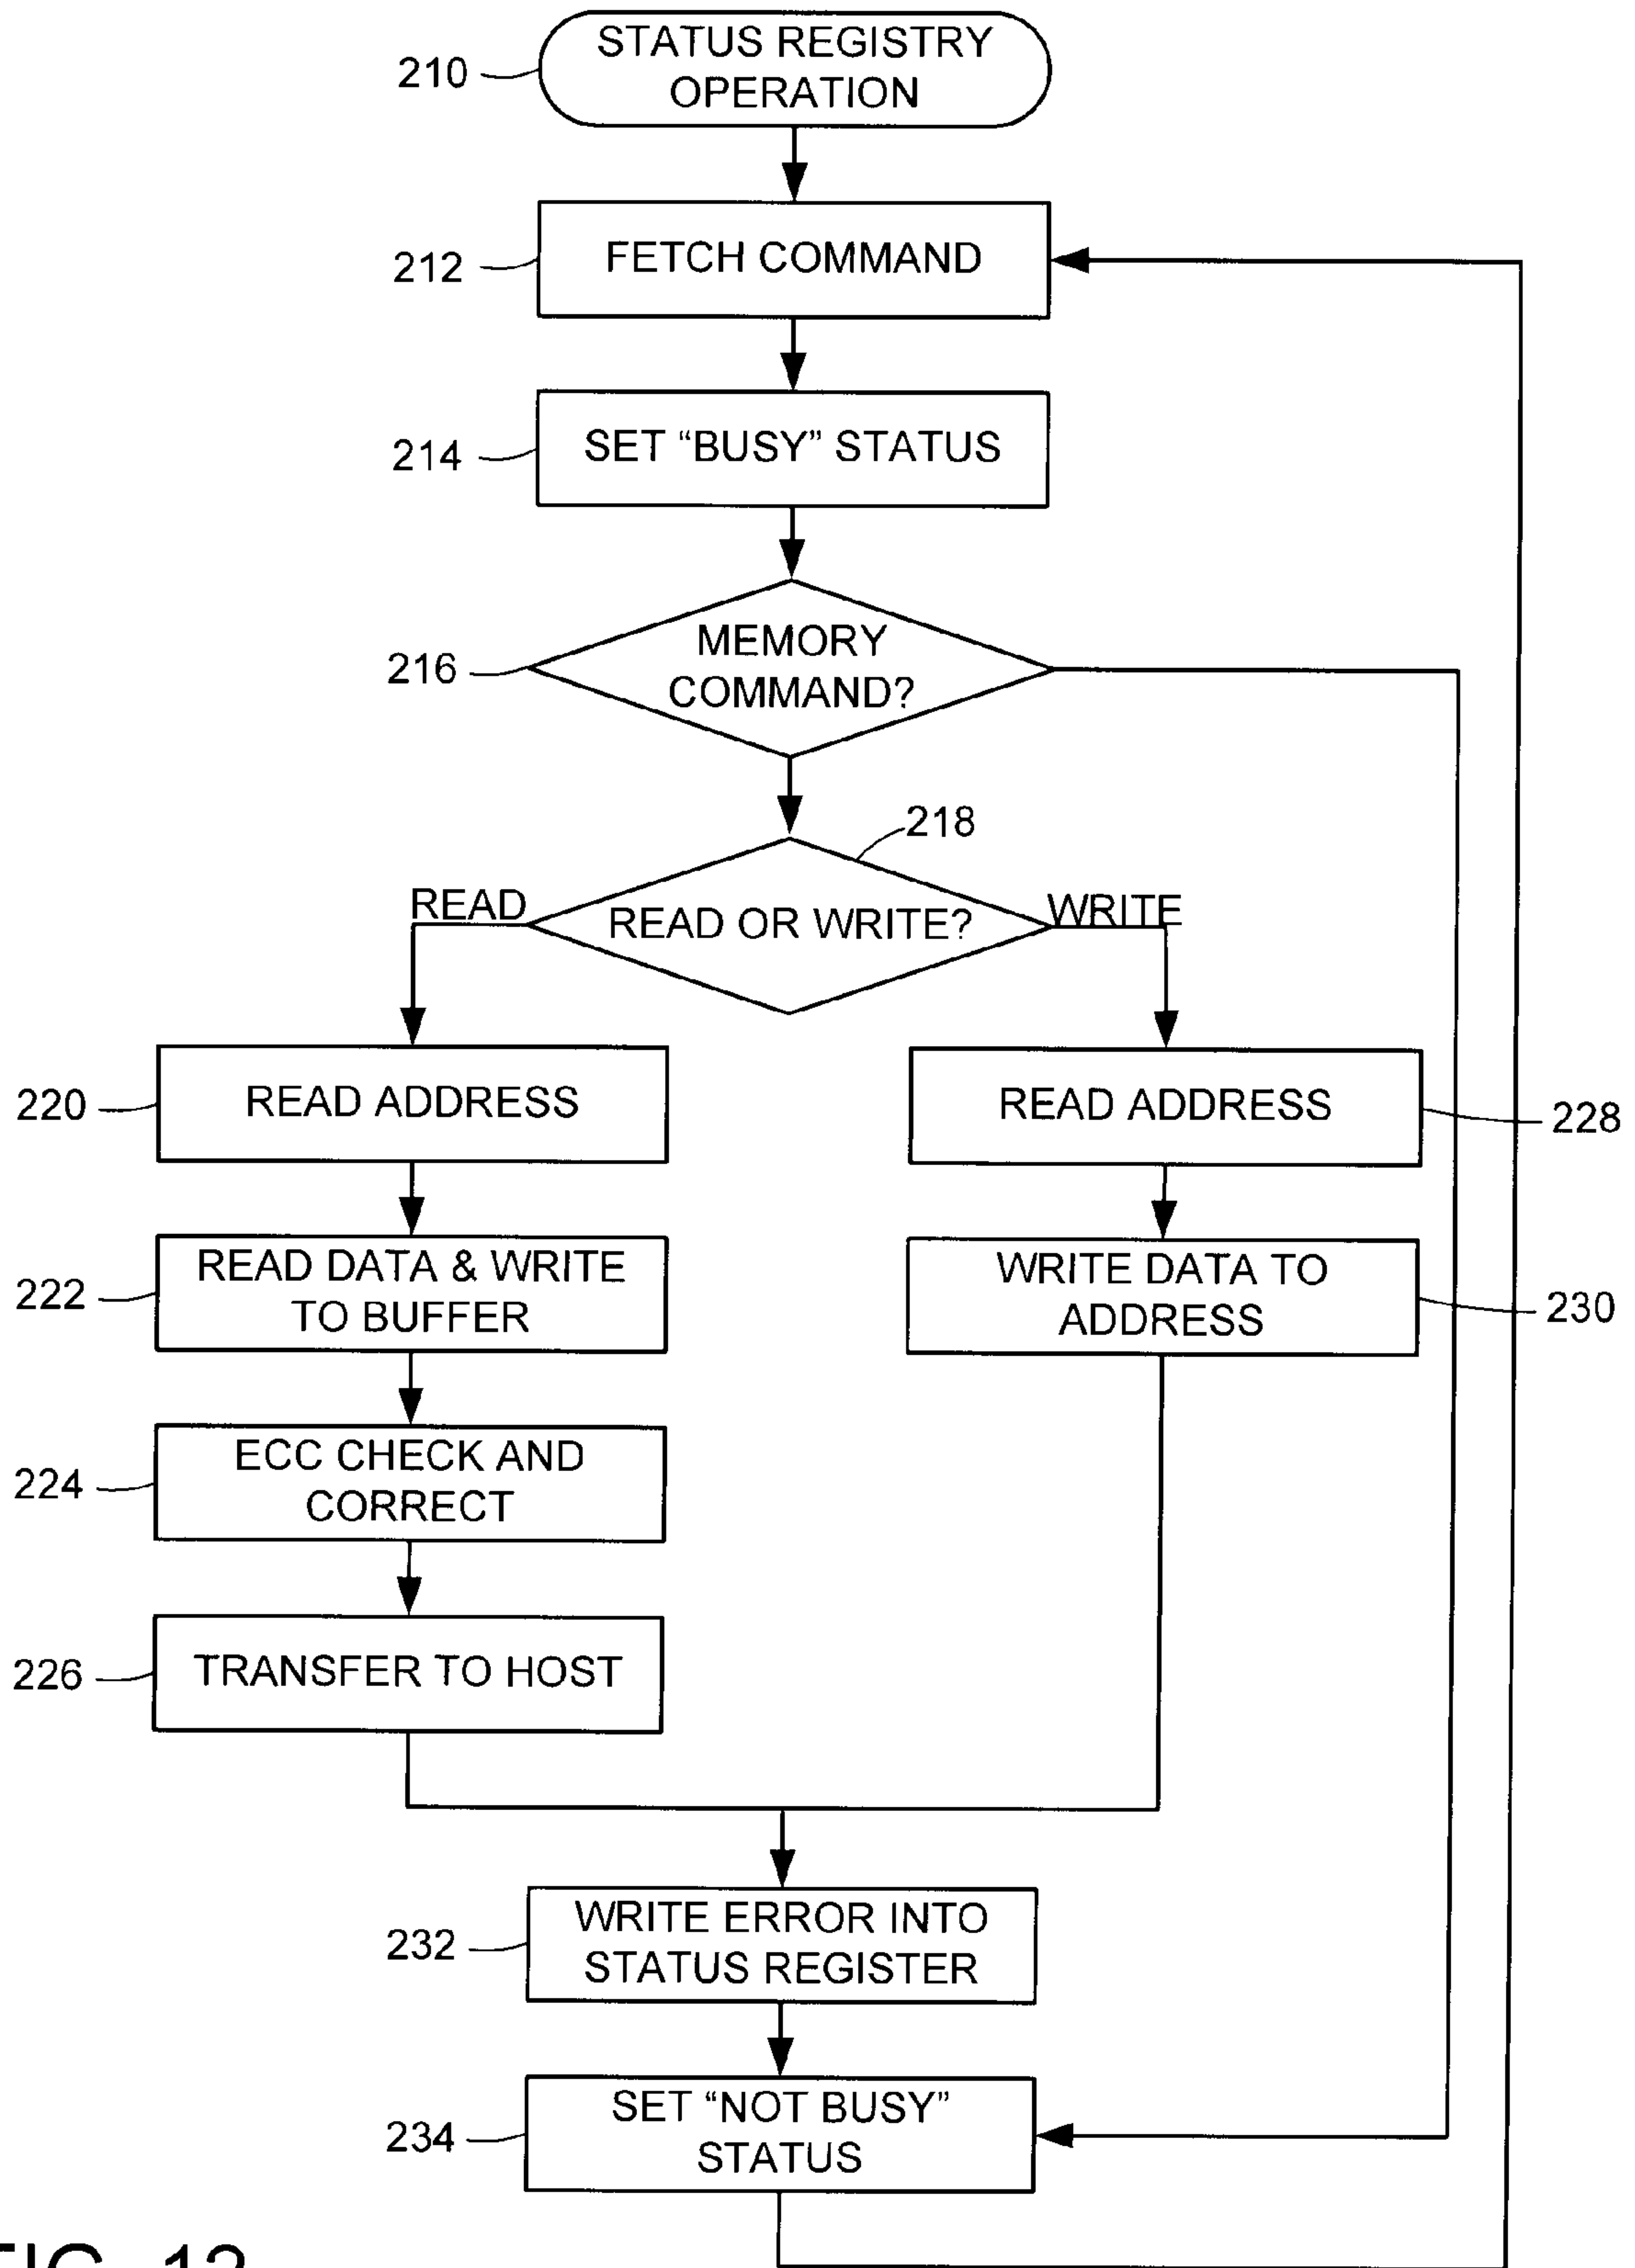 STATUS REGISTRY
OPERATION
210
FETCH COMMAND
212
SET “BUSY” STATUS
214
MEMORY
COMMAND?
216
218
READ
READ OR WRITE?
WRITE
READ ADDRESS
220
READ ADDRESS
228
READ DATA & WRITE
TO BUFFER
222
WRITE DATA TO
ADDRESS
230
ECC CHECK AND
CORRECT
224
TRANSFER TO HOST
226
WRITE ERROR INTO
STATUS REGISTER
232
SET “NOT BUSY”
STATUS
234